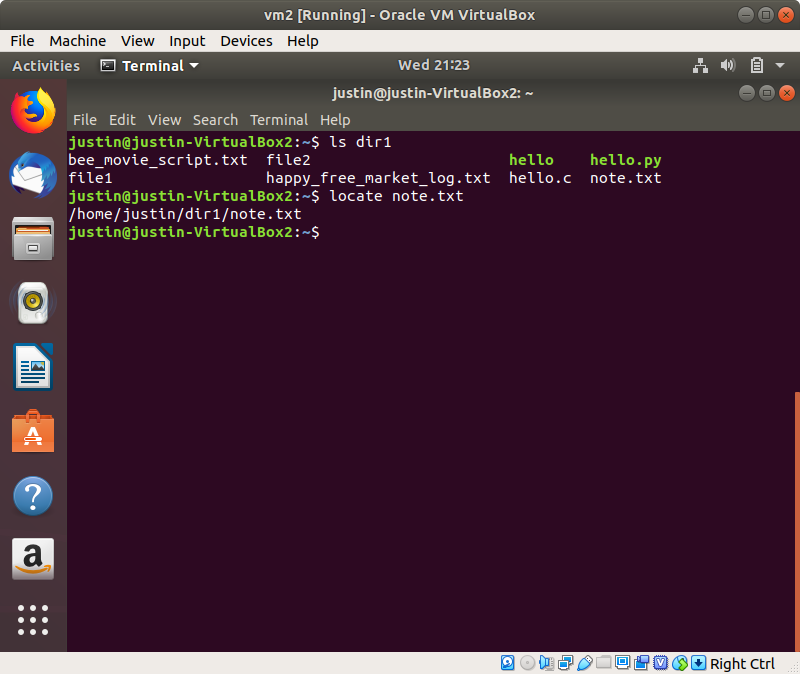 vm2 [Running] - Oracle VM VirtualBox
File Machine View Input Devices Help
Activities Terminal Wed 21:23
justin@justin-VirtualBox2: ~
File Edit View Search Terminal Help
justin@justin-VirtualBox2:~$ ls dir1
bee_movie_script.txt file2 hello hello.py
file1 happy_free_market_log.txt hello.c note.txt
justin@justin-VirtualBox2:~$ locate note.txt
/home/justin/dir1/note.txt
justin@justin-VirtualBox2:~$
Right Ctrl